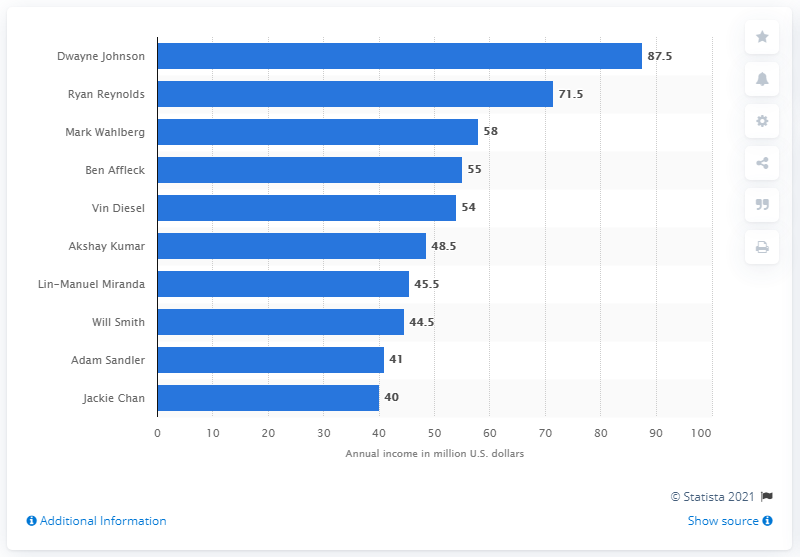 Dwayne Johnson 87.5
Ryan Reynolds 71.5
Mark Wahlberg 58
Ben Affleck 55
Vin Diesel 54
Akshay Kumar 48.5
Lin-Manuel Miranda 45.5
Will Smith 44.5
Adam Sandler 41
Jackie Chan 40
0 10 20 30 40 50 60 70 80 90 100
Annual income in million U.S. dollars
© Statista 2021
Additional Information Show source